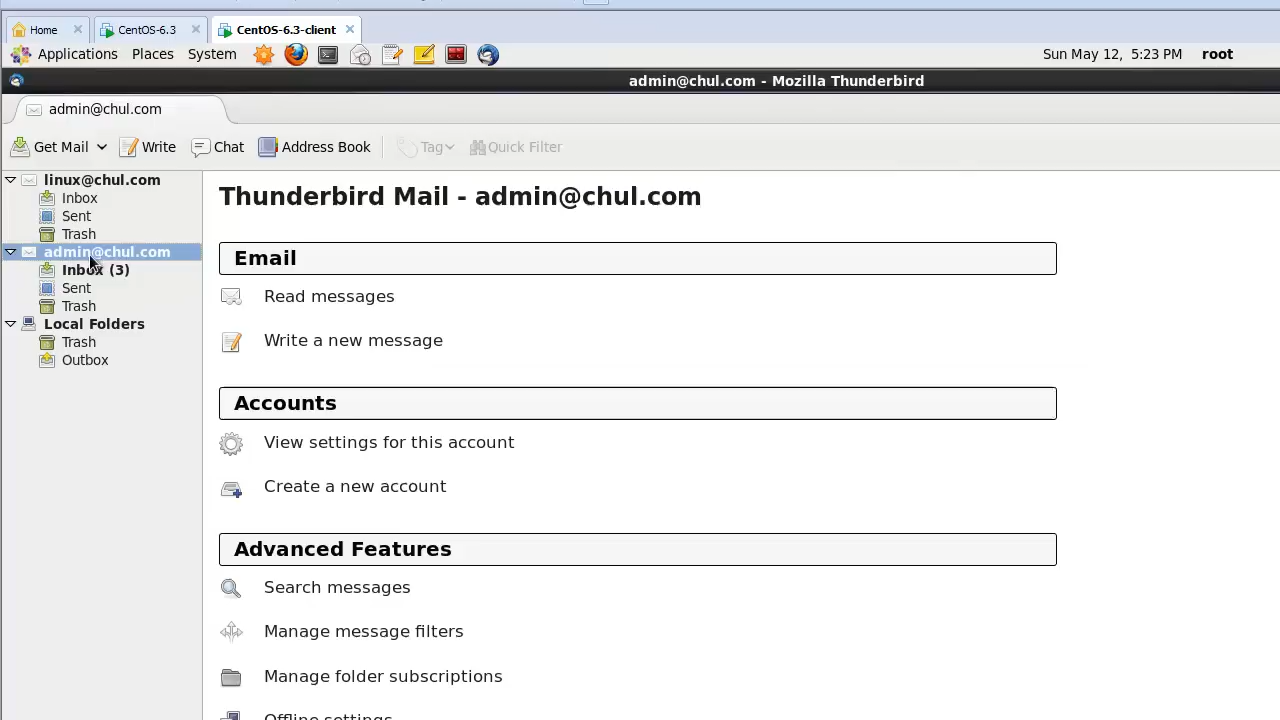 Home
CentOS-6.3
CentOS-6.3-client
Applications Places System
Sun May 12, 5:23 PM root
admin@chul.com - Mozilla Thunderbird
admin@chul.com
Get Mail Write Chat Address Book Tag Quick Filter
linux@chul.com
Inbox
Sent
Trash
admin@chul.com
Inbox (3)
Sent
Trash
Local Folders
Trash
Outbox
Thunderbird Mail - admin@chul.com
Email
Read messages
Write a new message
Accounts
View settings for this account
Create a new account
Advanced Features
Search messages
Manage message filters
Manage folder subscriptions
Offline settings